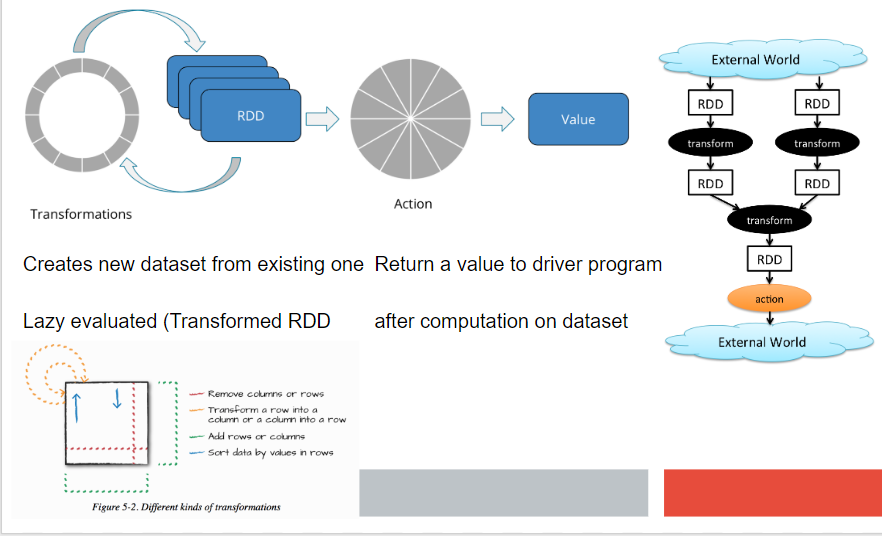 RDD
Value
Transformations
Action
Creates new dataset from existing one
Lazy evaluated (Transformed RDD
Return a value to driver program
after computation on dataset
External World
RDD
RDD
transform
transform
RDD
RDD
transform
RDD
action
External World
Remove columns or rows
Transform a row into a
column or a column into a row
Add rows or columns
Sort data by values in rows
Figure 5-2. Different kinds of transformations